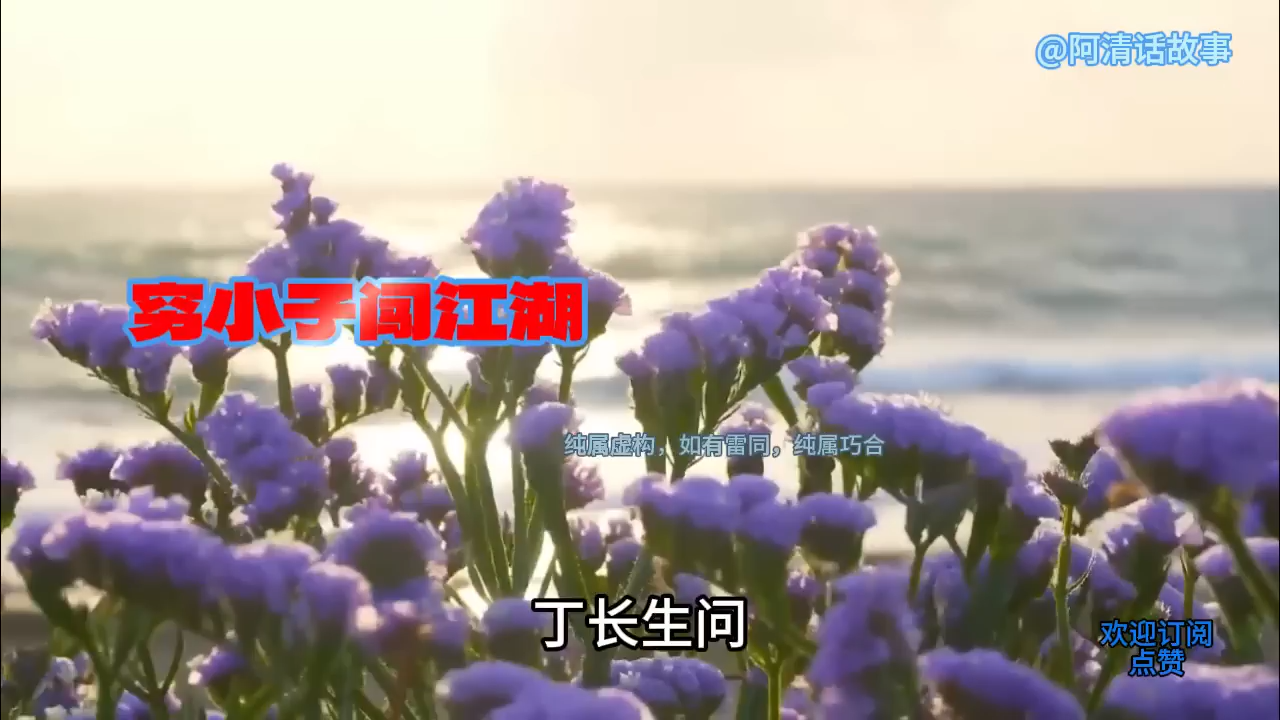 @阿清话故事
穷小子闯江湖
纯属虚构，如有雷同，纯属巧合
丁长生问
欢迎订阅
点赞